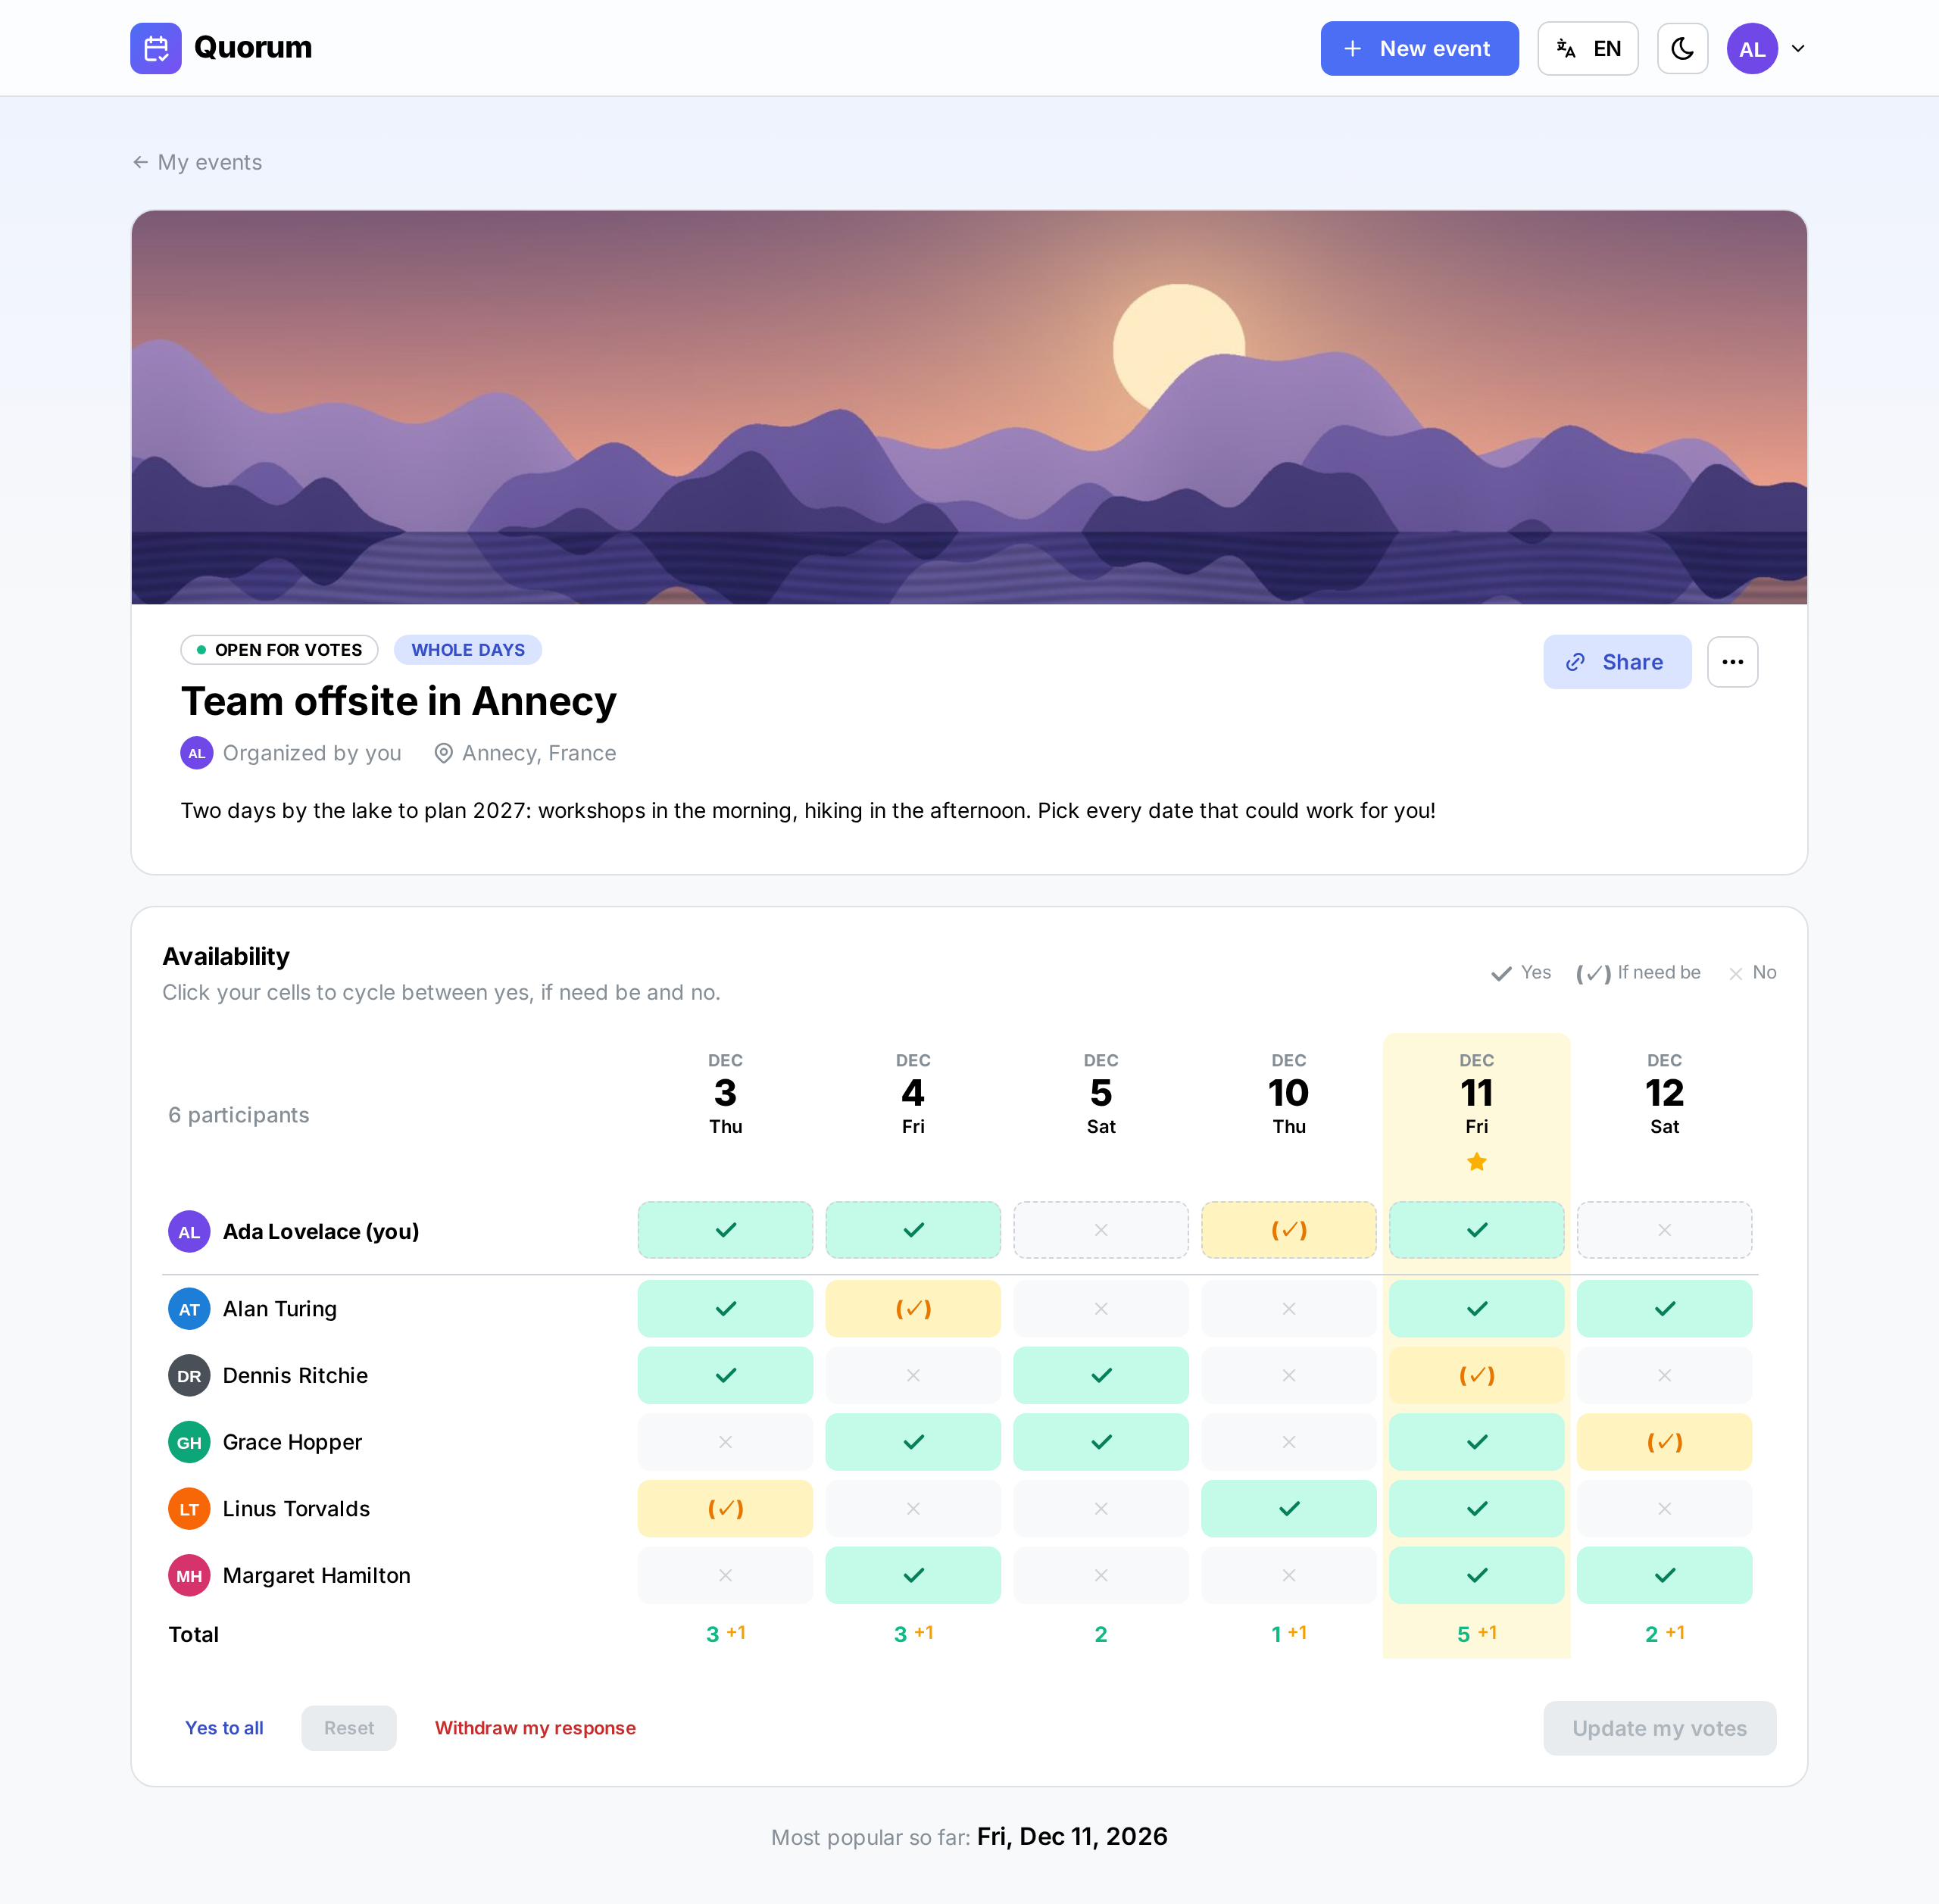 Quorum
New event
EN
AL
My events
OPEN FOR VOTES
WHOLE DAYS
Share
Team offsite in Annecy
AL Organized by you Annecy, France
Two days by the lake to plan 2027: workshops in the morning, hiking in the afternoon. Pick every date that could work for you!
Availability
Click your cells to cycle between yes, if need be and no.
Yes (✓) If need be No
DEC DEC DEC DEC DEC DEC
3 4 5 10 11 12
6 participants
Thu Fri Sat Thu Fri Sat
AL Ada Lovelace (you) ✓ ✓ × (✓) ✓ ×
AT Alan Turing ✓ (✓) × × ✓ ✓
DR Dennis Ritchie ✓ × ✓ × (✓) ×
GH Grace Hopper × ✓ ✓ × ✓ (✓)
LT Linus Torvalds (✓) × × ✓ ✓ ×
MH Margaret Hamilton × ✓ × × ✓ ✓
Total 3 +1 3 +1 2 1 +1 5 +1 2 +1
Yes to all Reset Withdraw my response Update my votes
Most popular so far: Fri, Dec 11, 2026